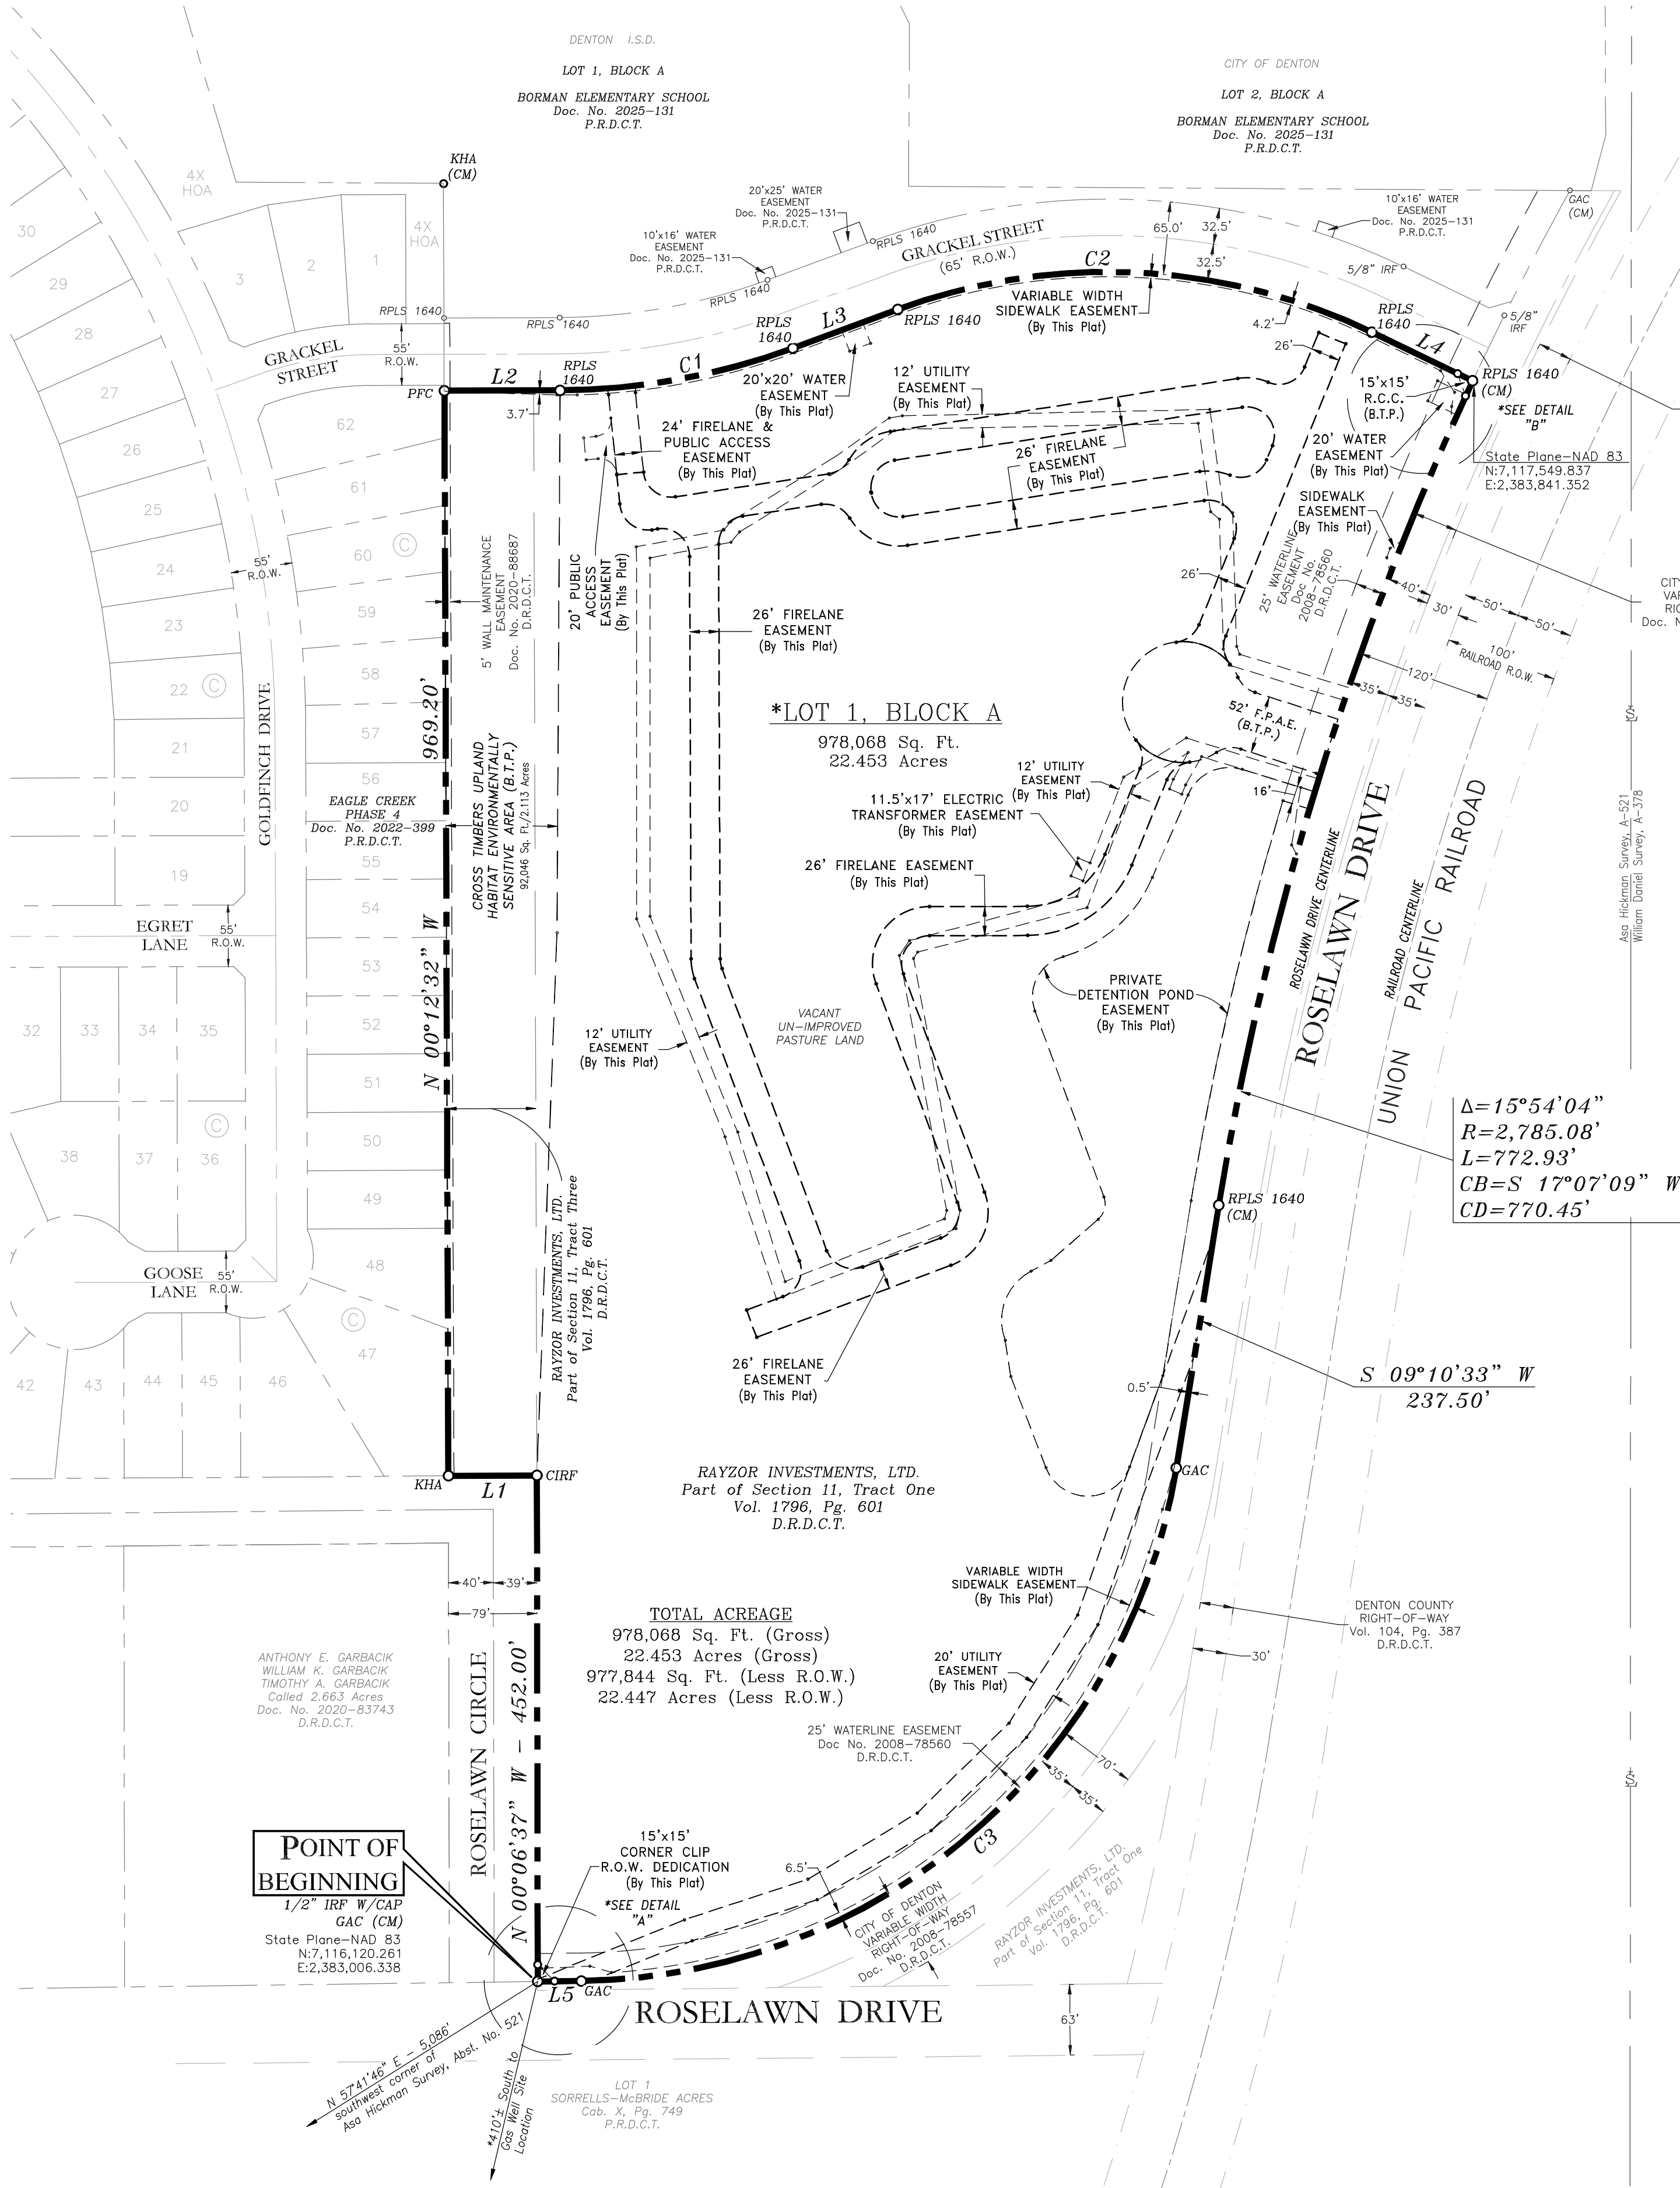 DENTON I.S.D.
LOT 1, BLOCK A
BORMAN ELEMENTARY SCHOOL
Doc. No. 2025-131
P.R.D.C.T.
CITY OF DENTON
LOT 2, BLOCK A
BORMAN ELEMENTARY SCHOOL
Doc. No. 2025-131
P.R.D.C.T.
KHA
(CM)
4X
HOA
4X
HOA
30
29
28
27
26
25
24
23
22
21
20
19
3
2
1
20'x25' WATER
EASEMENT
Doc. No. 2025-131
P.R.D.C.T.
10'x16' WATER
EASEMENT
Doc. No. 2025-131
P.R.D.C.T.
10'x16' WATER
EASEMENT
Doc. No. 2025-131
P.R.D.C.T.
GAC
(CM)
RPLS 1640
RPLS 1640
RPLS 1640
RPLS 1640
GRACKEL STREET
(65' R.O.W.)
65.0'
32.5'
32.5'
5/8" IRF
5/8"
IRF
GRACKEL
STREET
55'
R.O.W.
PFC
L2
3.7'
RPLS
1640
C1
RPLS
1640
L3
RPLS 1640
C2
VARIABLE WIDTH
SIDEWALK EASEMENT
(By This Plat)
4.2'
RPLS
1640
L4
RPLS 1640
(CM)
*SEE DETAIL
"B"
15'x15'
R.C.C.
(B.T.P.)
State Plane-NAD 83
N:7,117,549.837
E:2,383,841.352
20'x20' WATER
EASEMENT
(By This Plat)
12' UTILITY
EASEMENT
(By This Plat)
24' FIRELANE &
PUBLIC ACCESS
EASEMENT
(By This Plat)
26' FIRELANE
EASEMENT
(By This Plat)
26'
20' WATER
EASEMENT
(By This Plat)
SIDEWALK
EASEMENT
(By This Plat)
25' WATERLINE
EASEMENT
Doc No.
2008-78560
D.R.D.C.T.
26'
40'
30'
50'
50'
100'
RAILROAD R.O.W.
120'
35'
35'
CIT
VAR
RIG
Doc. N
62
61
60
59
58
57
56
55
54
53
52
51
50
49
48
47
C
C
C
C
55'
R.O.W.
GOLDFINCH DRIVE
5' WALL MAINTENANCE
EASEMENT
Doc. No. 2020-88687
D.R.D.C.T.
20' PUBLIC
ACCESS
EASEMENT
(By This Plat)
26' FIRELANE
EASEMENT
(By This Plat)
*LOT 1, BLOCK A
978,068 Sq. Ft.
22.453 Acres
52' F.P.A.E.
(B.T.P.)
16'
12' UTILITY
EASEMENT
(By This Plat)
11.5'x17' ELECTRIC
TRANSFORMER EASEMENT
(By This Plat)
26' FIRELANE EASEMENT
(By This Plat)
N 00°12'32" W 969.20'
EAGLE CREEK
PHASE 4
Doc. No. 2022-399
P.R.D.C.T.
CROSS TIMBERS UPLAND
HABITAT ENVIRONMENTALLY
SENSITIVE AREA (B.T.P.)
92,046 Sq. Ft./2.113 Acres
EGRET
LANE
55'
R.O.W.
32
33
34
35
38
37
36
GOOSE
LANE
55'
R.O.W.
42
43
44
45
46
12' UTILITY
EASEMENT
(By This Plat)
VACANT
UN-IMPROVED
PASTURE LAND
PRIVATE
DETENTION POND
EASEMENT
(By This Plat)
ROSELAWN DRIVE CENTERLINE
ROSELAWN DRIVE
RAILROAD CENTERLINE
UNION PACIFIC RAILROAD
Asa Hickman Survey, A-521
William Daniel Survey, A-378
Δ=15°54'04"
R=2,785.08'
L=772.93'
CB=S 17°07'09" W
CD=770.45'
RPLS 1640
(CM)
RAYZOR INVESTMENTS, LTD.
Part of Section 11, Tract Three
Vol. 1796, Pg. 601
D.R.D.C.T.
26' FIRELANE
EASEMENT
(By This Plat)
0.5'
S 09°10'33" W
237.50'
KHA
L1
CIRF
GAC
RAYZOR INVESTMENTS, LTD.
Part of Section 11, Tract One
Vol. 1796, Pg. 601
D.R.D.C.T.
40'
39'
79'
VARIABLE WIDTH
SIDEWALK EASEMENT
(By This Plat)
TOTAL ACREAGE
978,068 Sq. Ft. (Gross)
22.453 Acres (Gross)
977,844 Sq. Ft. (Less R.O.W.)
22.447 Acres (Less R.O.W.)
DENTON COUNTY
RIGHT-OF-WAY
Vol. 104, Pg. 387
D.R.D.C.T.
30'
ANTHONY E. GARBACIK
WILLIAM K. GARBACIK
TIMOTHY A. GARBACIK
Called 2.663 Acres
Doc. No. 2020-83743
D.R.D.C.T.
ROSELAWN CIRCLE
N 00°06'37" W - 452.00'
20' UTILITY
EASEMENT
(By This Plat)
25' WATERLINE EASEMENT
Doc No. 2008-78560
D.R.D.C.T.
70'
35'
35'
C3
POINT OF
BEGINNING
1/2" IRF W/CAP
GAC (CM)
State Plane-NAD 83
N:7,116,120.261
E:2,383,006.338
15'x15'
CORNER CLIP
R.O.W. DEDICATION
(By This Plat)
*SEE DETAIL
"A"
6.5'
CITY OF DENTON
VARIABLE WIDTH
RIGHT-OF-WAY
Doc. No. 2008-78557
D.R.D.C.T.
RAYZOR INVESTMENTS, LTD.
Part of Section 11, Tract One
Vol. 1796, Pg. 601
D.R.D.C.T.
L5
GAC
ROSELAWN DRIVE
63'
N 57°41'46" E - 5,086'
southwest corner of
Asa Hickman Survey, Abst. No. 521
*410'± South to
Gas Well Site
Location
LOT 1
SORRELLS-McBRIDE ACRES
Cab. X, Pg. 749
P.R.D.C.T.